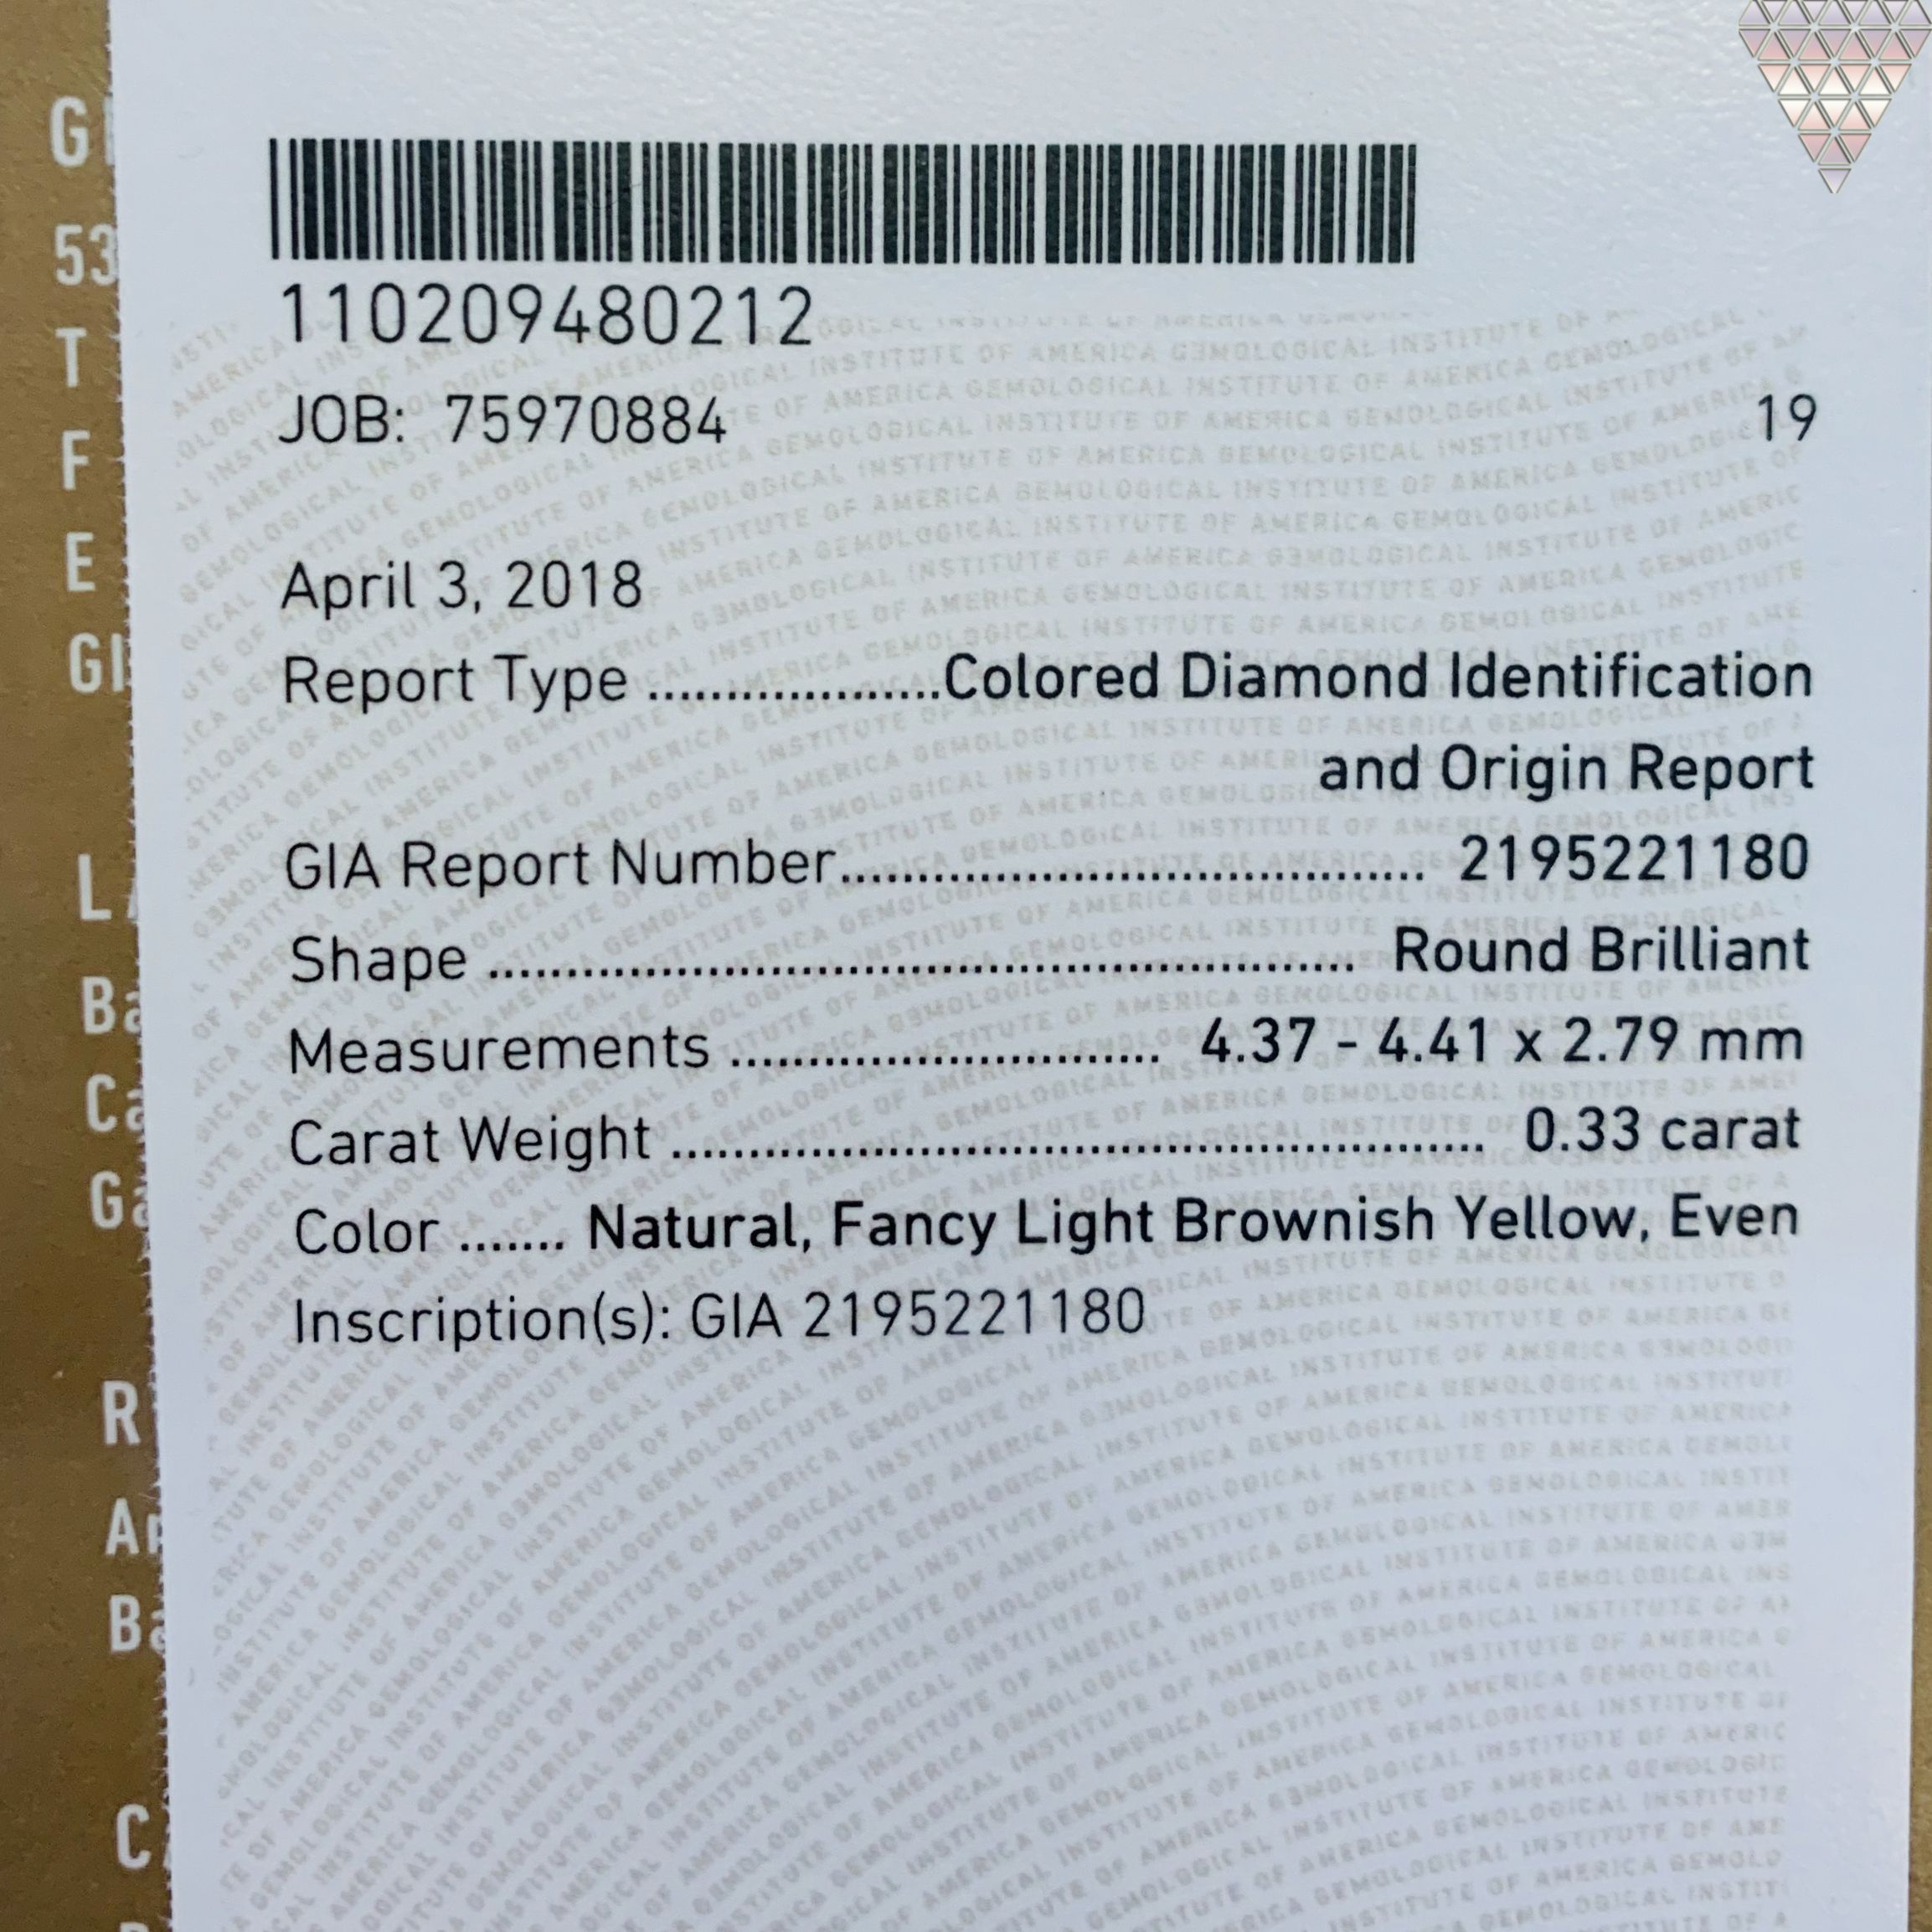 110209480212
JOB: 75970884 19
April 3, 2018
Report Type ...................Colored Diamond Identification
and Origin Report
GIA Report Number...................................... 2195221180
Shape ........................................................ Round Brilliant
Measurements ............................ 4.37 - 4.41 x 2.79 mm
Carat Weight ..................................................... 0.33 carat
Color ....... Natural, Fancy Light Brownish Yellow, Even
Inscription(s): GIA 2195221180
53
T
F
E
R